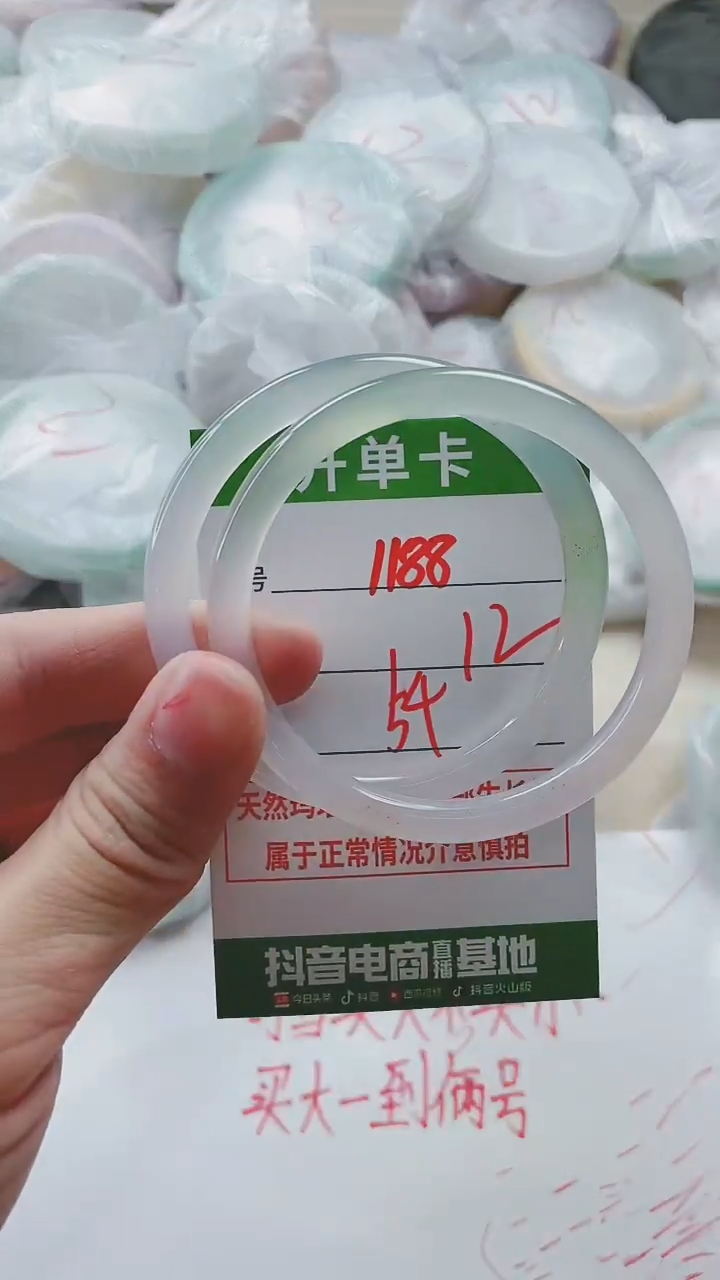 开单卡
号 1188
12
54
天然玛
属于正常情况介意慎拍
抖音电商直播基地
今日头条 抖音 西瓜视频 抖音火山版
买大一到俩号